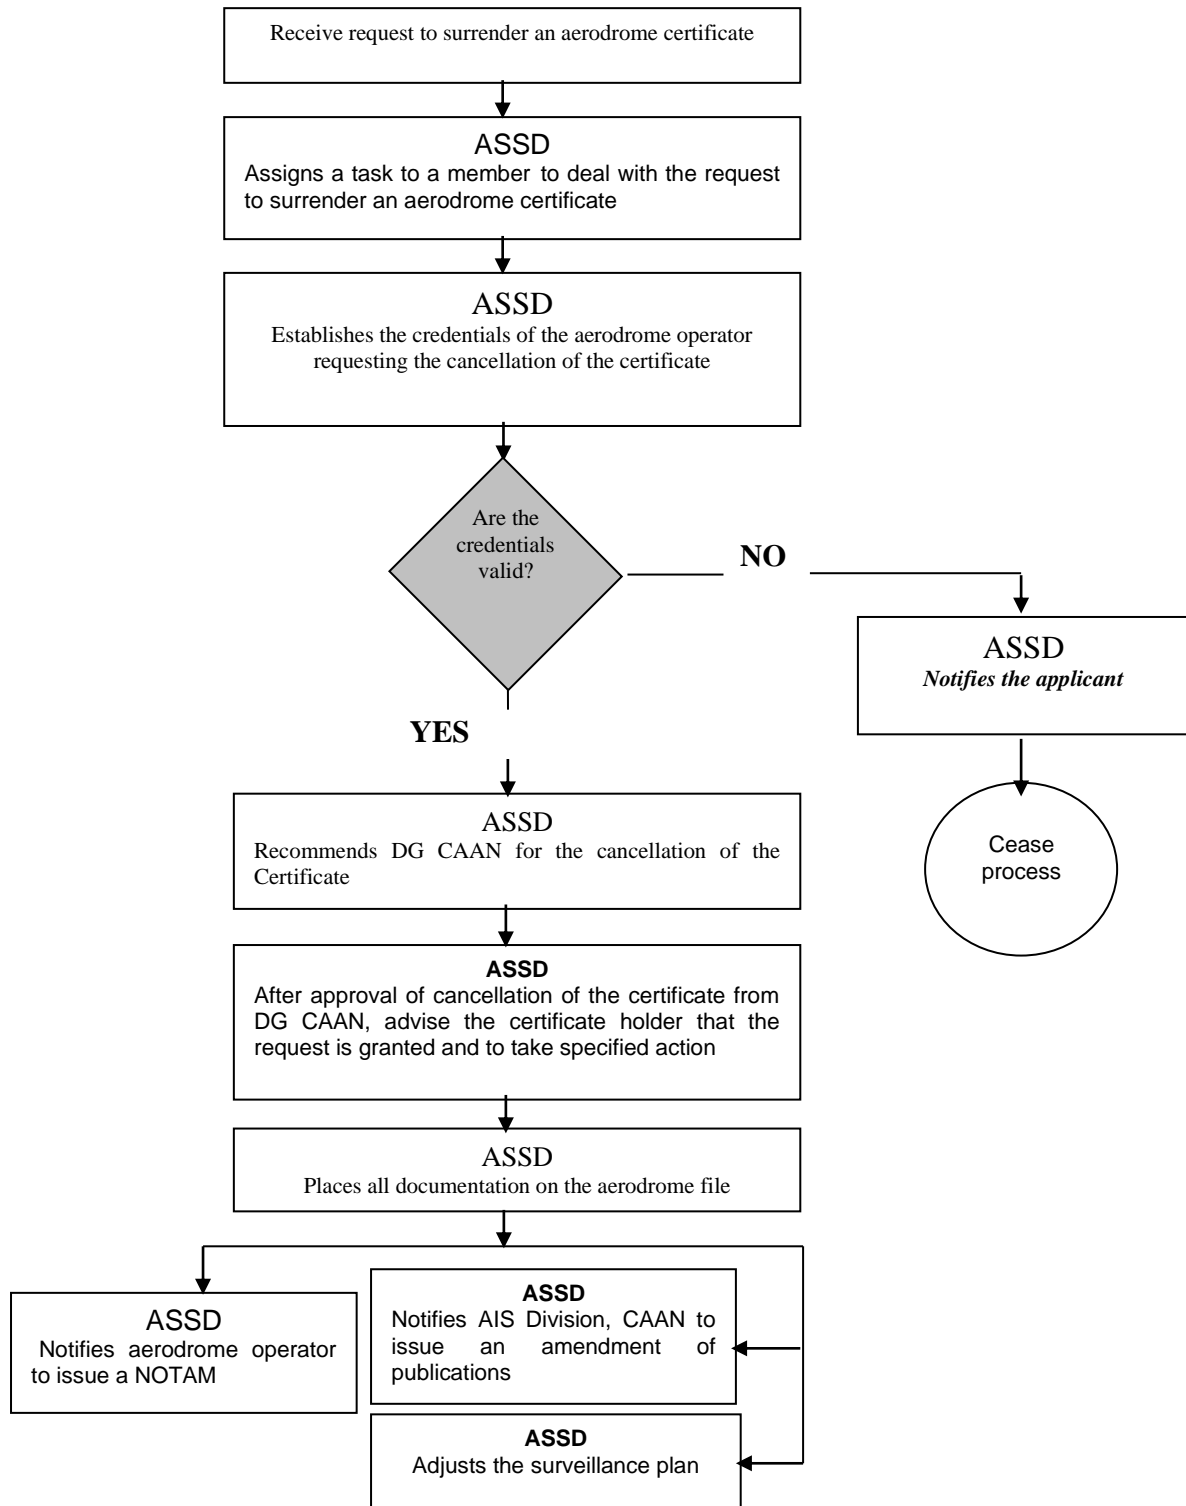 Receive request to surrender an aerodrome certificate
ASSD
Assigns a task to a member to deal with the request
to surrender an aerodrome certificate
ASSD
Establishes the credentials of the aerodrome operator
requesting the cancellation of the certificate
Are the
credentials
valid?
NO
ASSD
Notifies the applicant
YES
Cease
process
ASSD
Recommends DG CAAN for the cancellation of the
Certificate
ASSD
After approval of cancellation of the certificate from
DG CAAN, advise the certificate holder that the
request is granted and to take specified action
ASSD
Places all documentation on the aerodrome file
ASSD
Notifies aerodrome operator
to issue a NOTAM
ASSD
Notifies AIS Division, CAAN to
issue an amendment of
publications
ASSD
Adjusts the surveillance plan